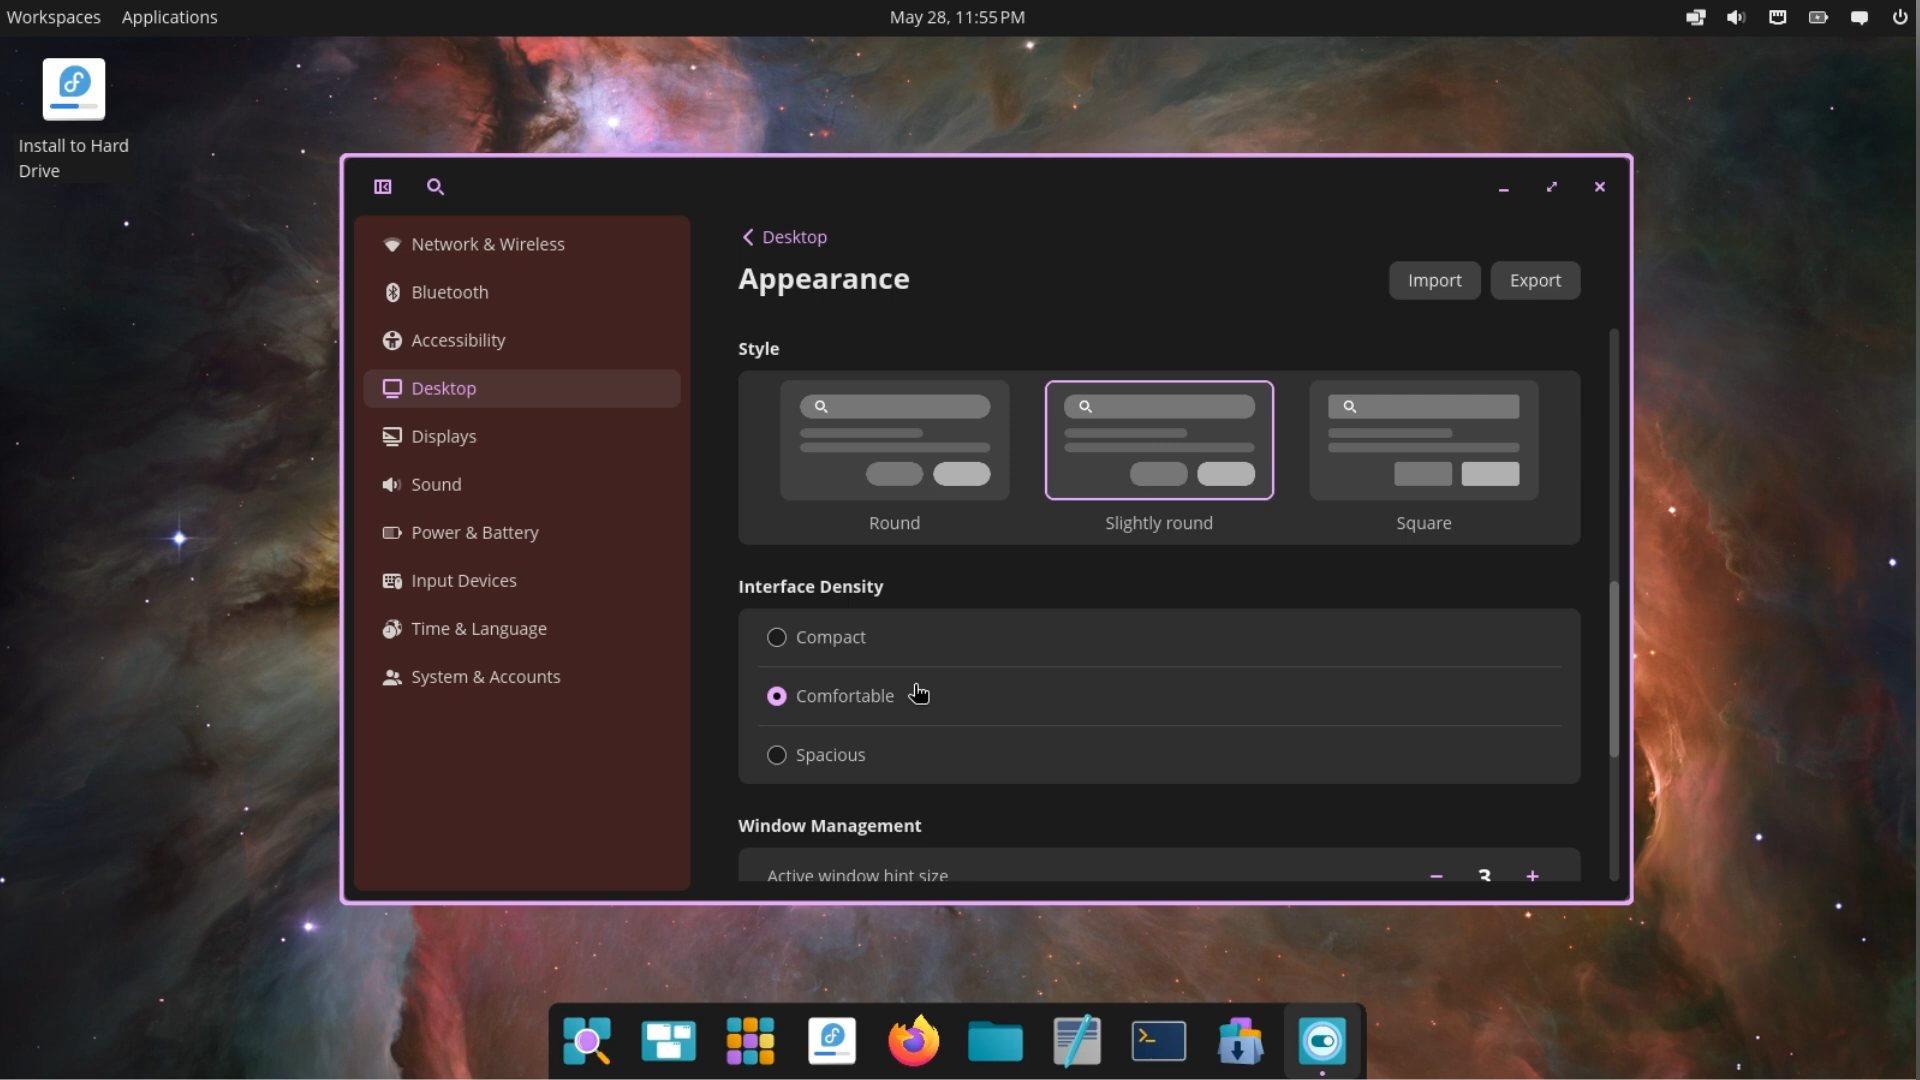 Workspaces Applications May 28, 11:55 PM
Install to Hard
Drive
Network & Wireless
Bluetooth
Accessibility
Desktop
Displays
Sound
Power & Battery
Input Devices
Time & Language
System & Accounts
Desktop
Appearance
Import Export
Style
Round Slightly round Square
Interface Density
Compact
Comfortable
Spacious
Window Management
Active window hint size - 3 +